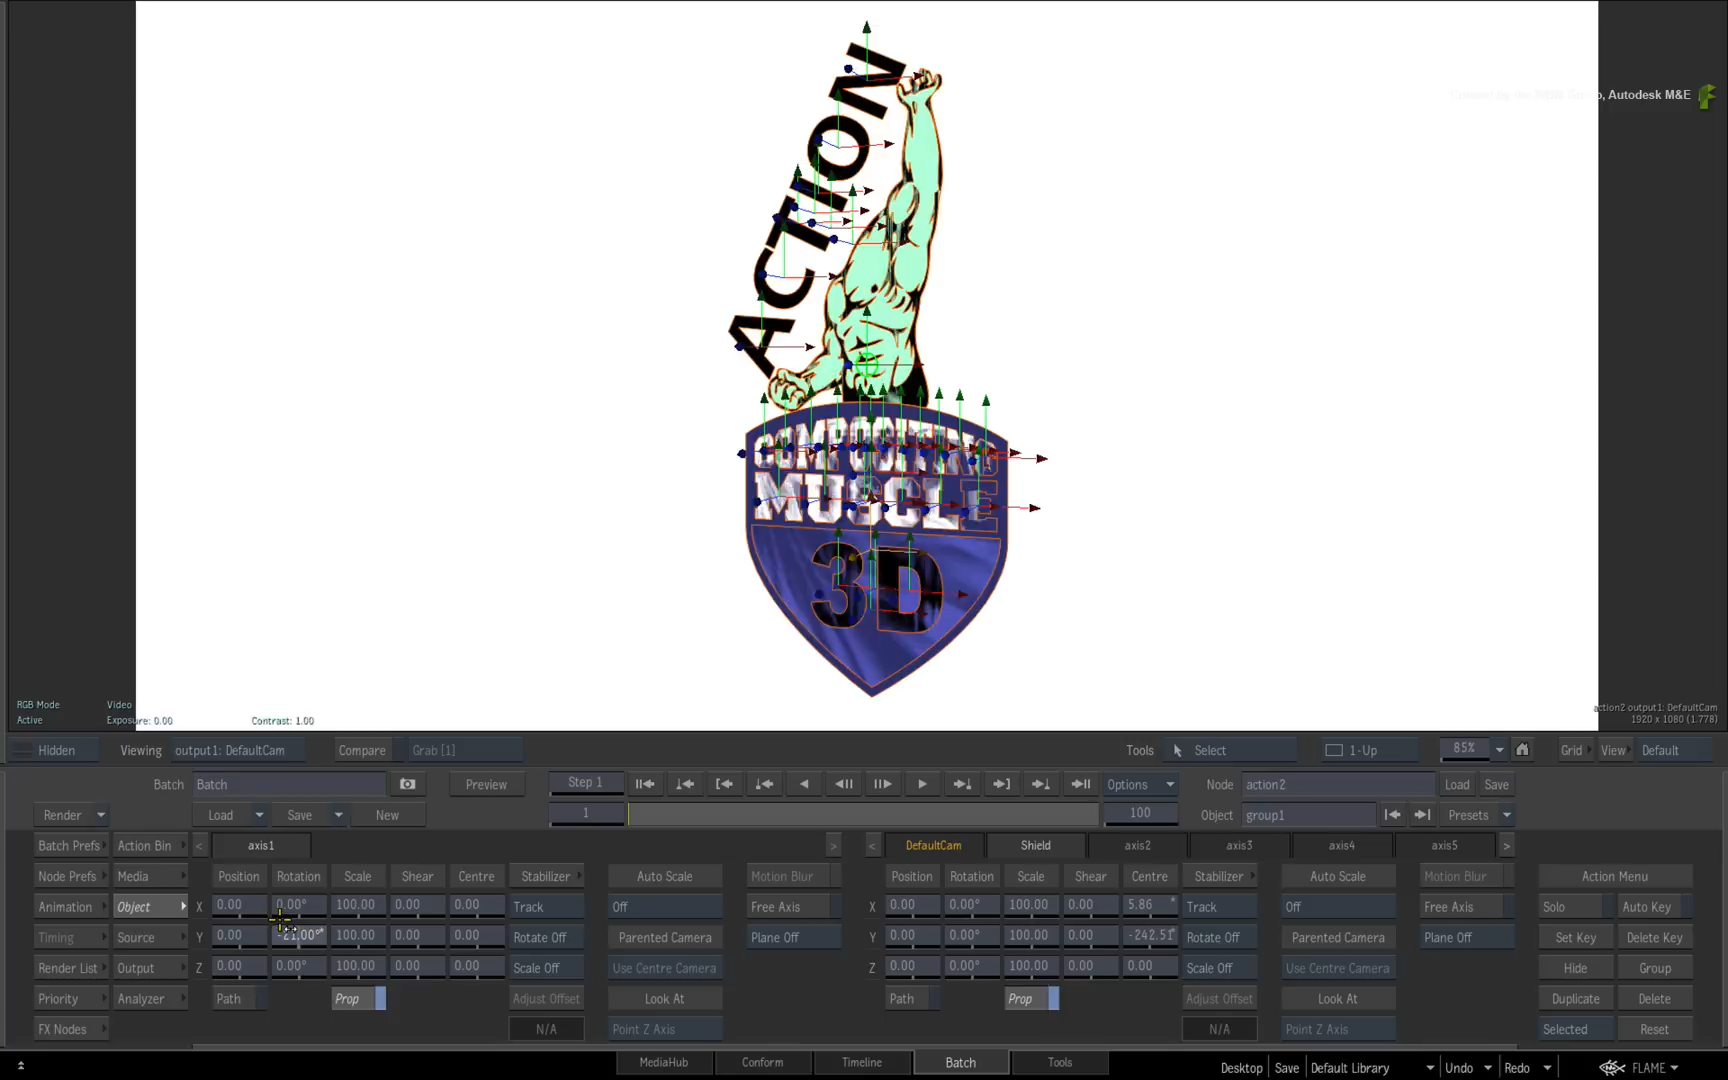 ACTION
, Autodesk M&E
COMPOSITING
MUSCLE
3D
RGB Mode Video
Active Exposure: 0.00 Contrast: 1.00
action2 output1: DefaultCam
1920 x 1080 (1.778)
Hidden Viewing output1: DefaultCam Compare Grab [1] Tools Select 1-Up 85% Grid View Default
Batch Batch Preview Step 1 Options Node action2 Load Save
Render Load Save New 1 100 Object group1 Presets
Batch Prefs Action Bin < axis1 > < DefaultCam Shield axis2 axis3 axis4 axis5 >
Node Prefs Media Position Rotation Scale Shear Centre Stabilizer Auto Scale Motion Blur Position Rotation Scale Shear Centre Stabilizer Auto Scale Motion Blur Action Menu
Animation Object X 0.00 0.00° 100.00 0.00 0.00 Track Off Free Axis X 0.00 0.00° 100.00 0.00 5.86 * Track Off Free Axis Solo Auto Key
Timing Source Y 0.00 -21.00°* 100.00 0.00 0.00 Rotate Off Parented Camera Plane Off Y 0.00 0.00° 100.00 0.00 -242.51* Rotate Off Parented Camera Plane Off Set Key Delete Key
Render List Output Z 0.00 0.00° 100.00 0.00 0.00 Scale Off Use Centre Camera Z 0.00 0.00° 100.00 0.00 0.00 Scale Off Use Centre Camera Hide Group
Priority Analyzer Path Prop Adjust Offset Look At Path Prop Adjust Offset Look At Duplicate Delete
FX Nodes N/A Point Z Axis N/A Point Z Axis Selected Reset
MediaHub Conform Timeline Batch Tools Desktop Save Default Library Undo Redo FLAME